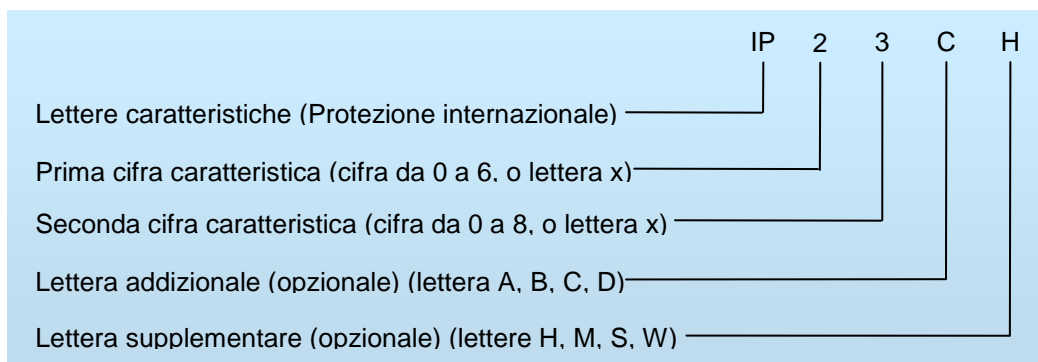 IP 2 3 C H
Lettere caratteristiche (Protezione internazionale)
Prima cifra caratteristica (cifra da 0 a 6, o lettera x)
Seconda cifra caratteristica (cifra da 0 a 8, o lettera x)
Lettera addizionale (opzionale) (lettera A, B, C, D)
Lettera supplementare (opzionale) (lettere H, M, S, W)